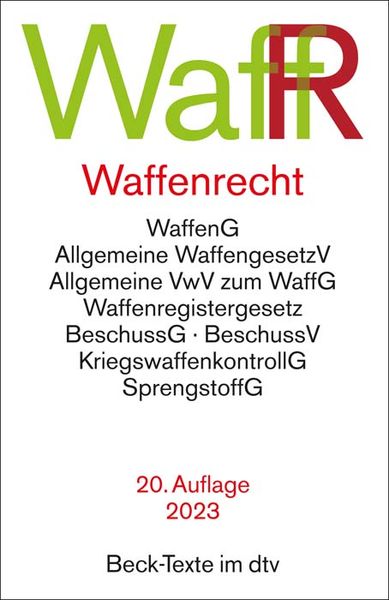 WaffR
Waffenrecht
WaffenG
Allgemeine WaffengesetzV
Allgemeine VwV zum WaffG
Waffenregistergesetz
BeschussG · BeschussV
KriegswaffenkontrollG
SprengstoffG
20. Auflage
2023
Beck-Texte im dtv